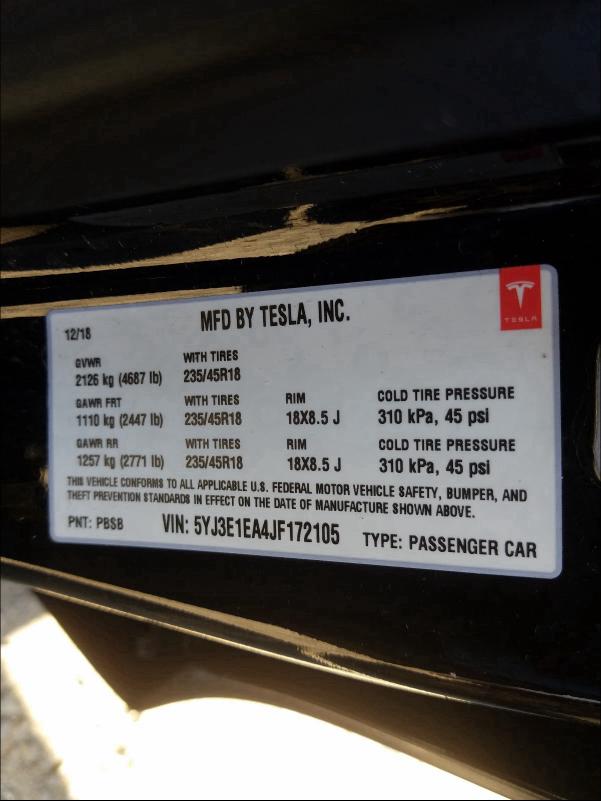 MFD BY TESLA, INC.
TESLA
12/18
GVWR WITH TIRES
2126 kg (4687 lb) 235/45R18
GAWR FRT WITH TIRES RIM COLD TIRE PRESSURE
1110 kg (2447 lb) 235/45R18 18X8.5 J 310 kPa, 45 psi
GAWR RR WITH TIRES RIM COLD TIRE PRESSURE
1257 kg (2771 lb) 235/45R18 18X8.5 J 310 kPa, 45 psi
THIS VEHICLE CONFORMS TO ALL APPLICABLE U.S. FEDERAL MOTOR VEHICLE SAFETY, BUMPER, AND
THEFT PREVENTION STANDARDS IN EFFECT ON THE DATE OF MANUFACTURE SHOWN ABOVE.
PNT: PBSB VIN: 5YJ3E1EA4JF172105 TYPE: PASSENGER CAR